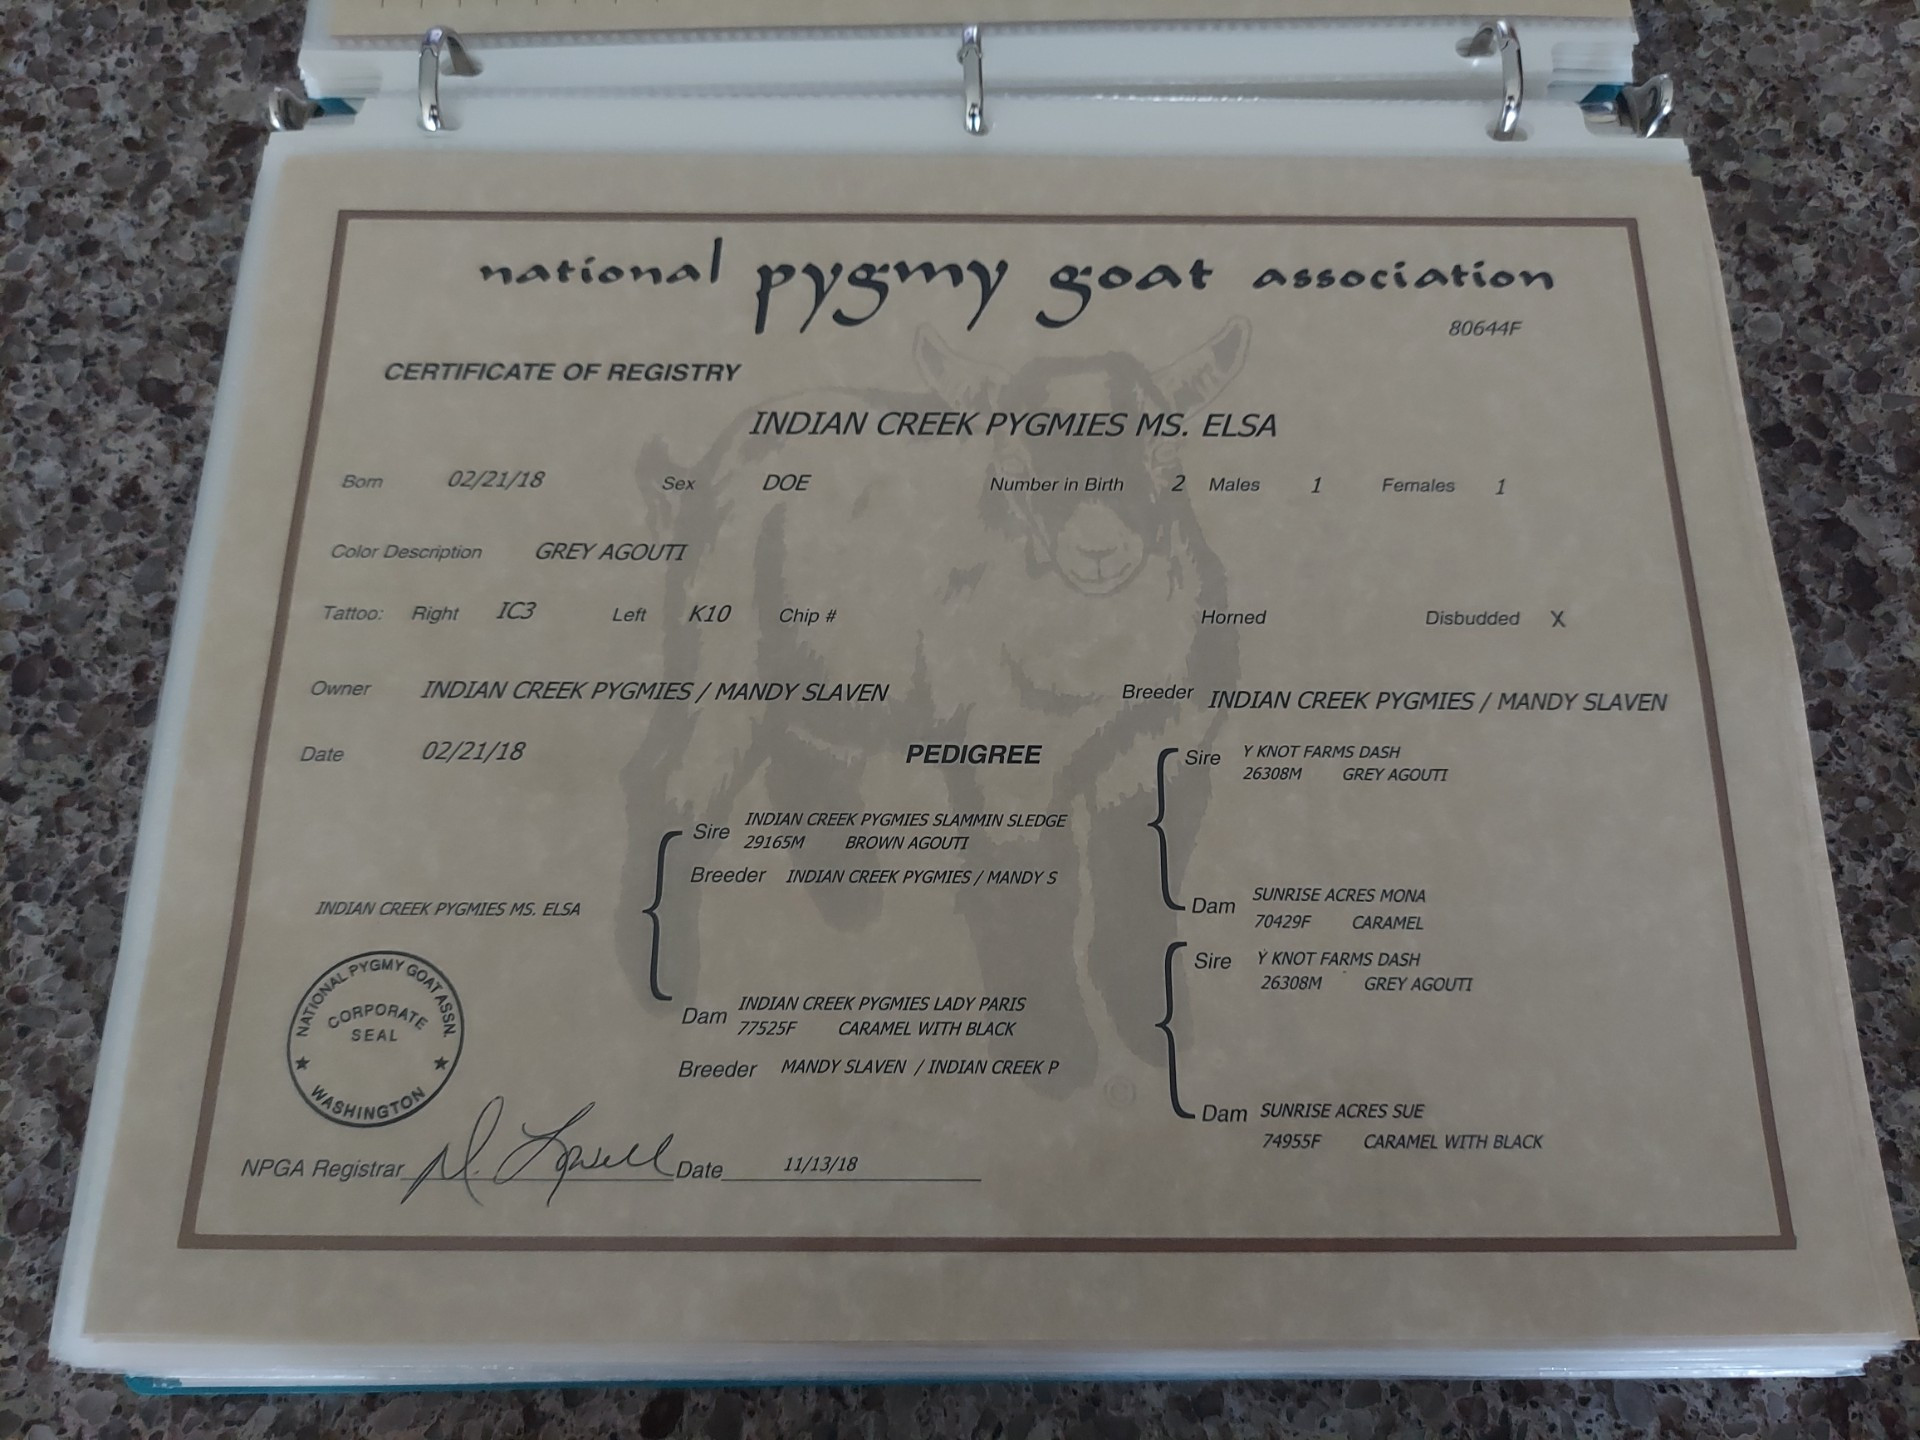 national pygmy goat association
80644F
CERTIFICATE OF REGISTRY
INDIAN CREEK PYGMIES MS. ELSA
Born 02/21/18 Sex DOE Number in Birth 2 Males 1 Females 1
Color Description GREY AGOUTI
Tattoo: Right IC3 Left K10 Chip # Horned Disbudded X
Owner INDIAN CREEK PYGMIES / MANDY SLAVEN Breeder INDIAN CREEK PYGMIES / MANDY SLAVEN
Date 02/21/18 PEDIGREE
Sire Y KNOT FARMS DASH
26308M GREY AGOUTI
Sire INDIAN CREEK PYGMIES SLAMMIN SLEDGE
29165M BROWN AGOUTI
Breeder INDIAN CREEK PYGMIES / MANDY S
Dam SUNRISE ACRES MONA
70429F CARAMEL
INDIAN CREEK PYGMIES MS. ELSA
Sire Y KNOT FARMS DASH
26308M GREY AGOUTI
Dam INDIAN CREEK PYGMIES LADY PARIS
77525F CARAMEL WITH BLACK
Breeder MANDY SLAVEN / INDIAN CREEK P
Dam SUNRISE ACRES SUE
74955F CARAMEL WITH BLACK
NATIONAL PYGMY GOAT ASSN.
CORPORATE
SEAL
WASHINGTON
NPGA Registrar D. Lowell Date 11/13/18